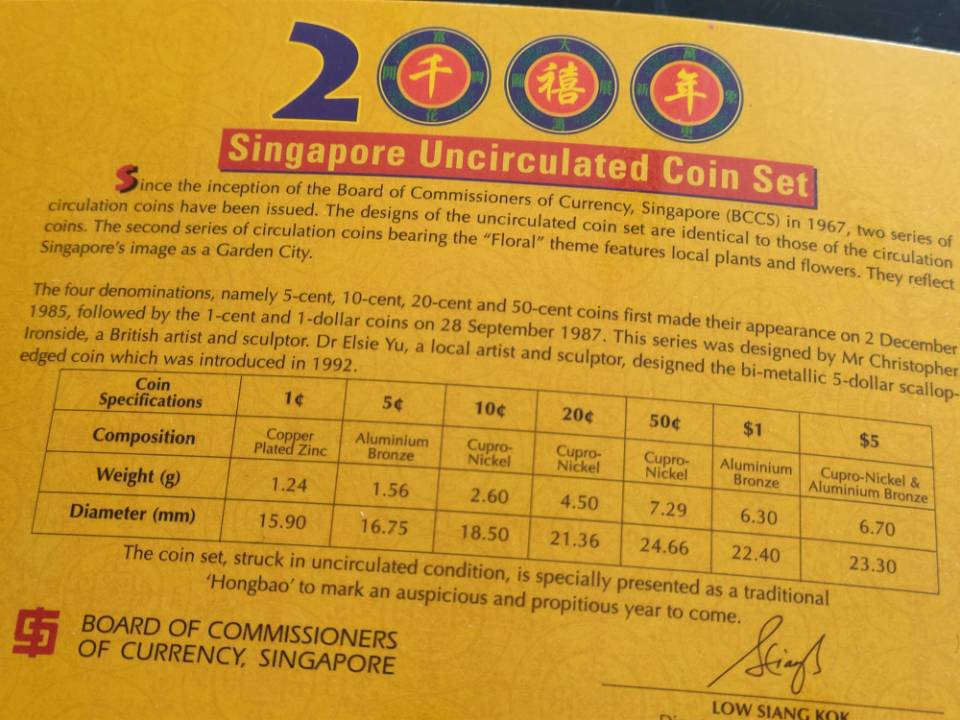 2
千
禧
年
大
萬 象 更 新
Singapore Uncirculated Coin Set
Since the inception of the Board of Commissioners of Currency, Singapore (BCCS) in 1967, two series of
circulation coins have been issued. The designs of the uncirculated coin set are identical to those of the circulation
coins. The second series of circulation coins bearing the “Floral” theme features local plants and flowers. They reflect
Singapore's image as a Garden City.
The four denominations, namely 5-cent, 10-cent, 20-cent and 50-cent coins first made their appearance on 2 December
1985, followed by the 1-cent and 1-dollar coins on 28 September 1987. This series was designed by Mr Christopher
Ironside, a British artist and sculptor. Dr Elsie Yu, a local artist and sculptor, designed the bi-metallic 5-dollar scallop-
edged coin which was introduced in 1992.
Coin Specifications 1¢ 5¢ 10¢ 20¢ 50¢ $1 $5
Composition Copper Plated Zinc Aluminium Bronze Cupro-Nickel Cupro-Nickel Cupro-Nickel Aluminium Bronze Cupro-Nickel & Aluminium Bronze
Weight (g) 1.24 1.56 2.60 4.50 7.29 6.30 6.70
Diameter (mm) 15.90 16.75 18.50 21.36 24.66 22.40 23.30
The coin set, struck in uncirculated condition, is specially presented as a traditional
‘Hongbao’ to mark an auspicious and propitious year to come.
BOARD OF COMMISSIONERS
OF CURRENCY, SINGAPORE
LOW SIANG KOK